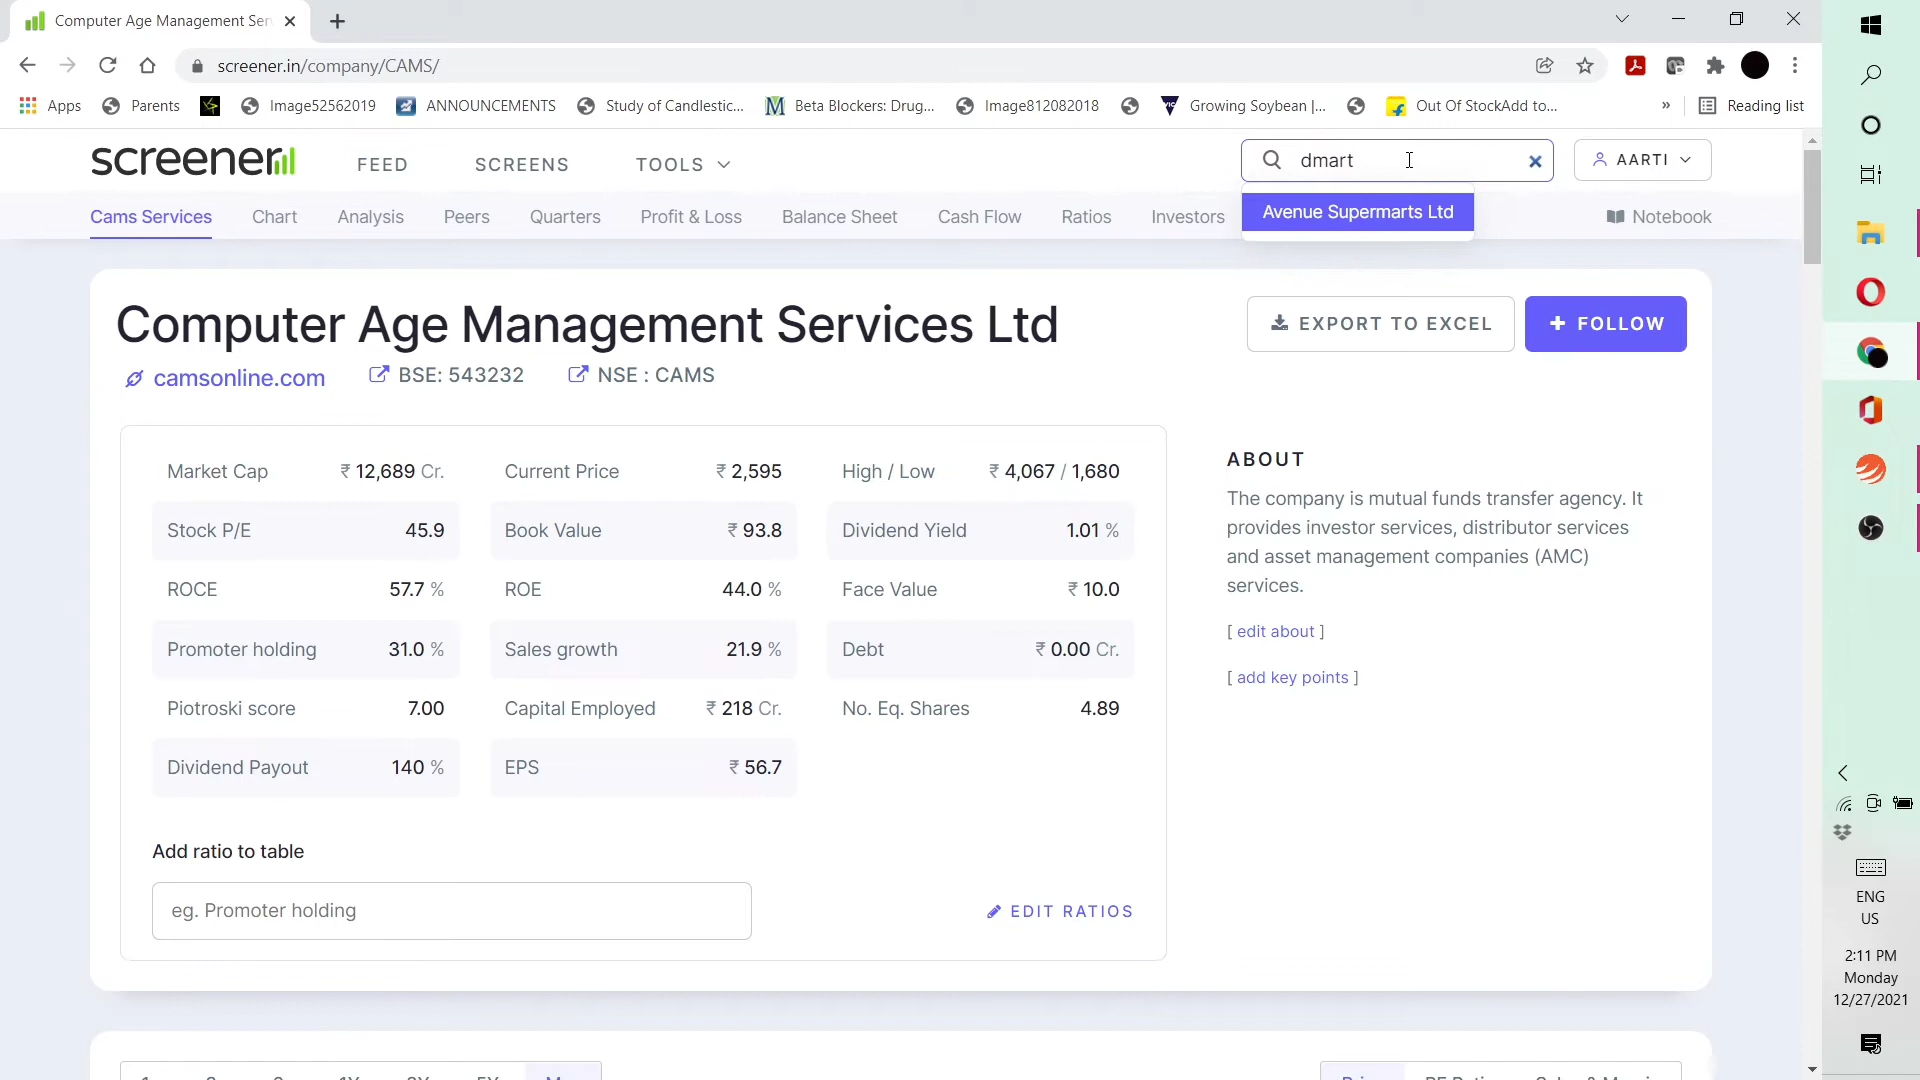 Computer Age Management Ser
screener.in/company/CAMS/
Apps Parents Image52562019 ANNOUNCEMENTS Study of Candlestic... Beta Blockers: Drug... Image812082018 Growing Soybean |... Out Of StockAdd to... » Reading list
screener FEED SCREENS TOOLS dmart AARTI
Cams Services Chart Analysis Peers Quarters Profit & Loss Balance Sheet Cash Flow Ratios Investors Avenue Supermarts Ltd Notebook
Computer Age Management Services Ltd EXPORT TO EXCEL + FOLLOW
camsonline.com BSE: 543232 NSE : CAMS
Market Cap ₹ 12,689 Cr. Current Price ₹ 2,595 High / Low ₹ 4,067 / 1,680
Stock P/E 45.9 Book Value ₹ 93.8 Dividend Yield 1.01 %
ROCE 57.7 % ROE 44.0 % Face Value ₹ 10.0
Promoter holding 31.0 % Sales growth 21.9 % Debt ₹ 0.00 Cr.
Piotroski score 7.00 Capital Employed ₹ 218 Cr. No. Eq. Shares 4.89
Dividend Payout 140 % EPS ₹ 56.7
Add ratio to table
eg. Promoter holding EDIT RATIOS
ABOUT
The company is mutual funds transfer agency. It
provides investor services, distributor services
and asset management companies (AMC)
services.
[ edit about ]
[ add key points ]
ENG
US
2:11 PM
Monday
12/27/2021